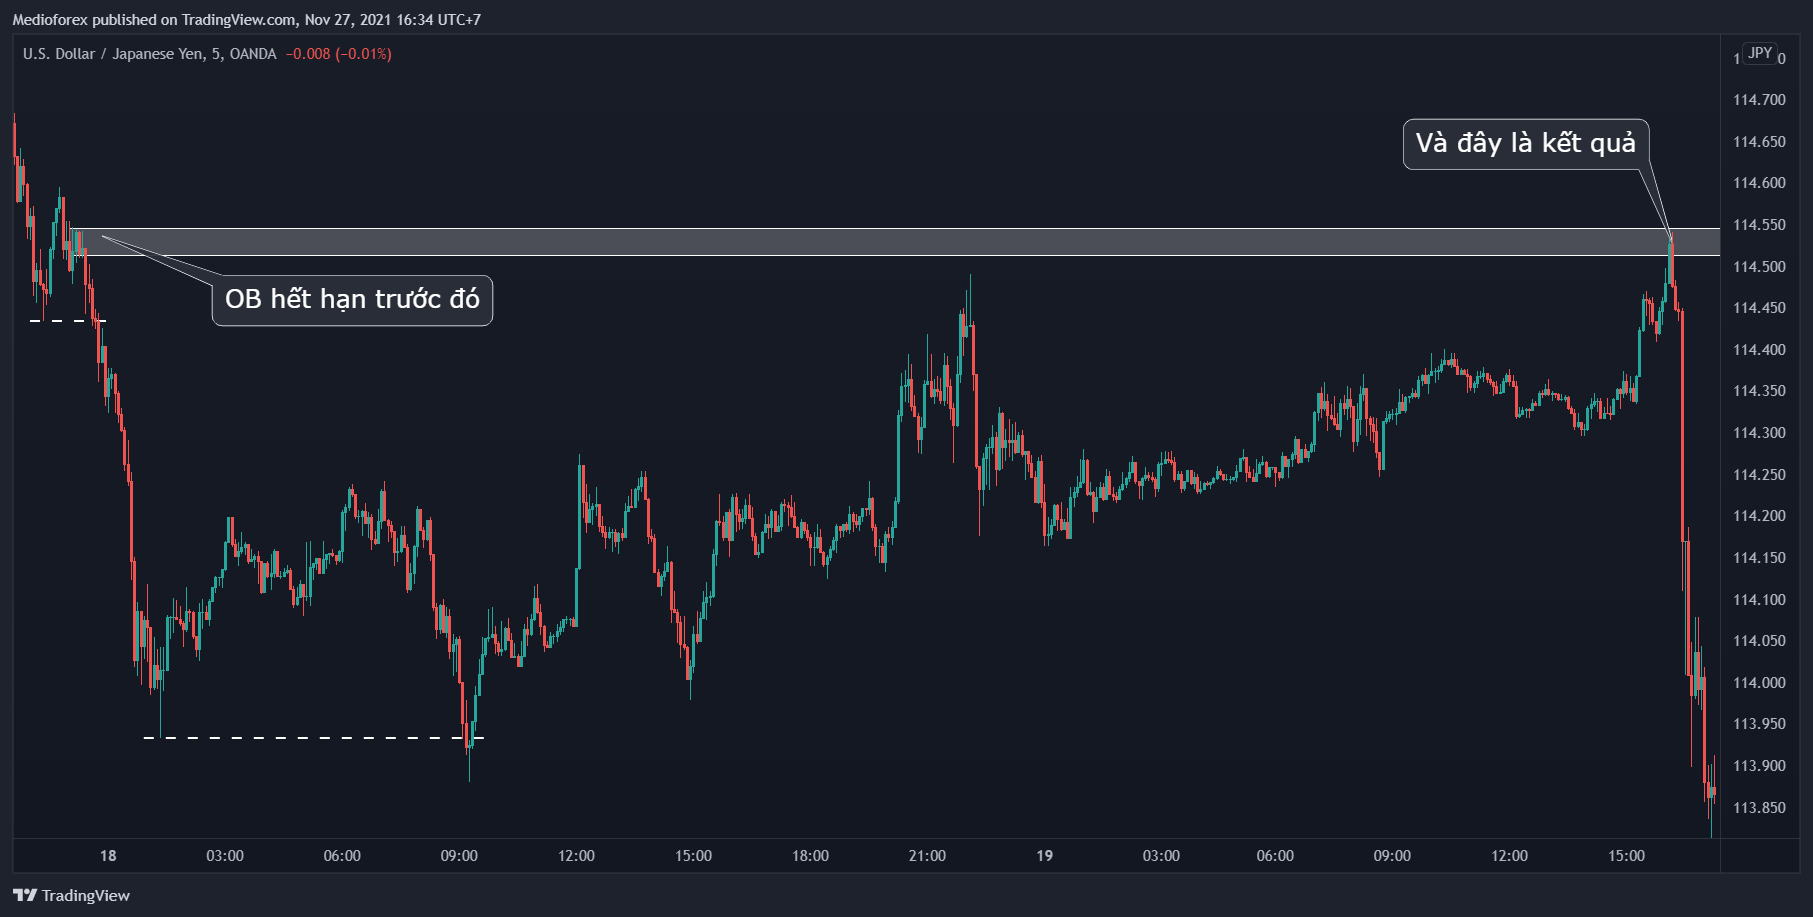 Medioforex published on TradingView.com, Nov 27, 2021 16:34 UTC+7
U.S. Dollar / Japanese Yen, 5, OANDA −0.008 (−0.01%)
JPY
114.700
Và đây là kết quả
114.650
114.600
114.550
114.500
OB hết hạn trước đó
114.450
114.400
114.350
114.300
114.250
114.200
114.150
114.100
114.050
114.000
113.950
113.900
113.850
18 03:00 06:00 09:00 12:00 15:00 18:00 21:00 19 03:00 06:00 09:00 12:00 15:00
TradingView